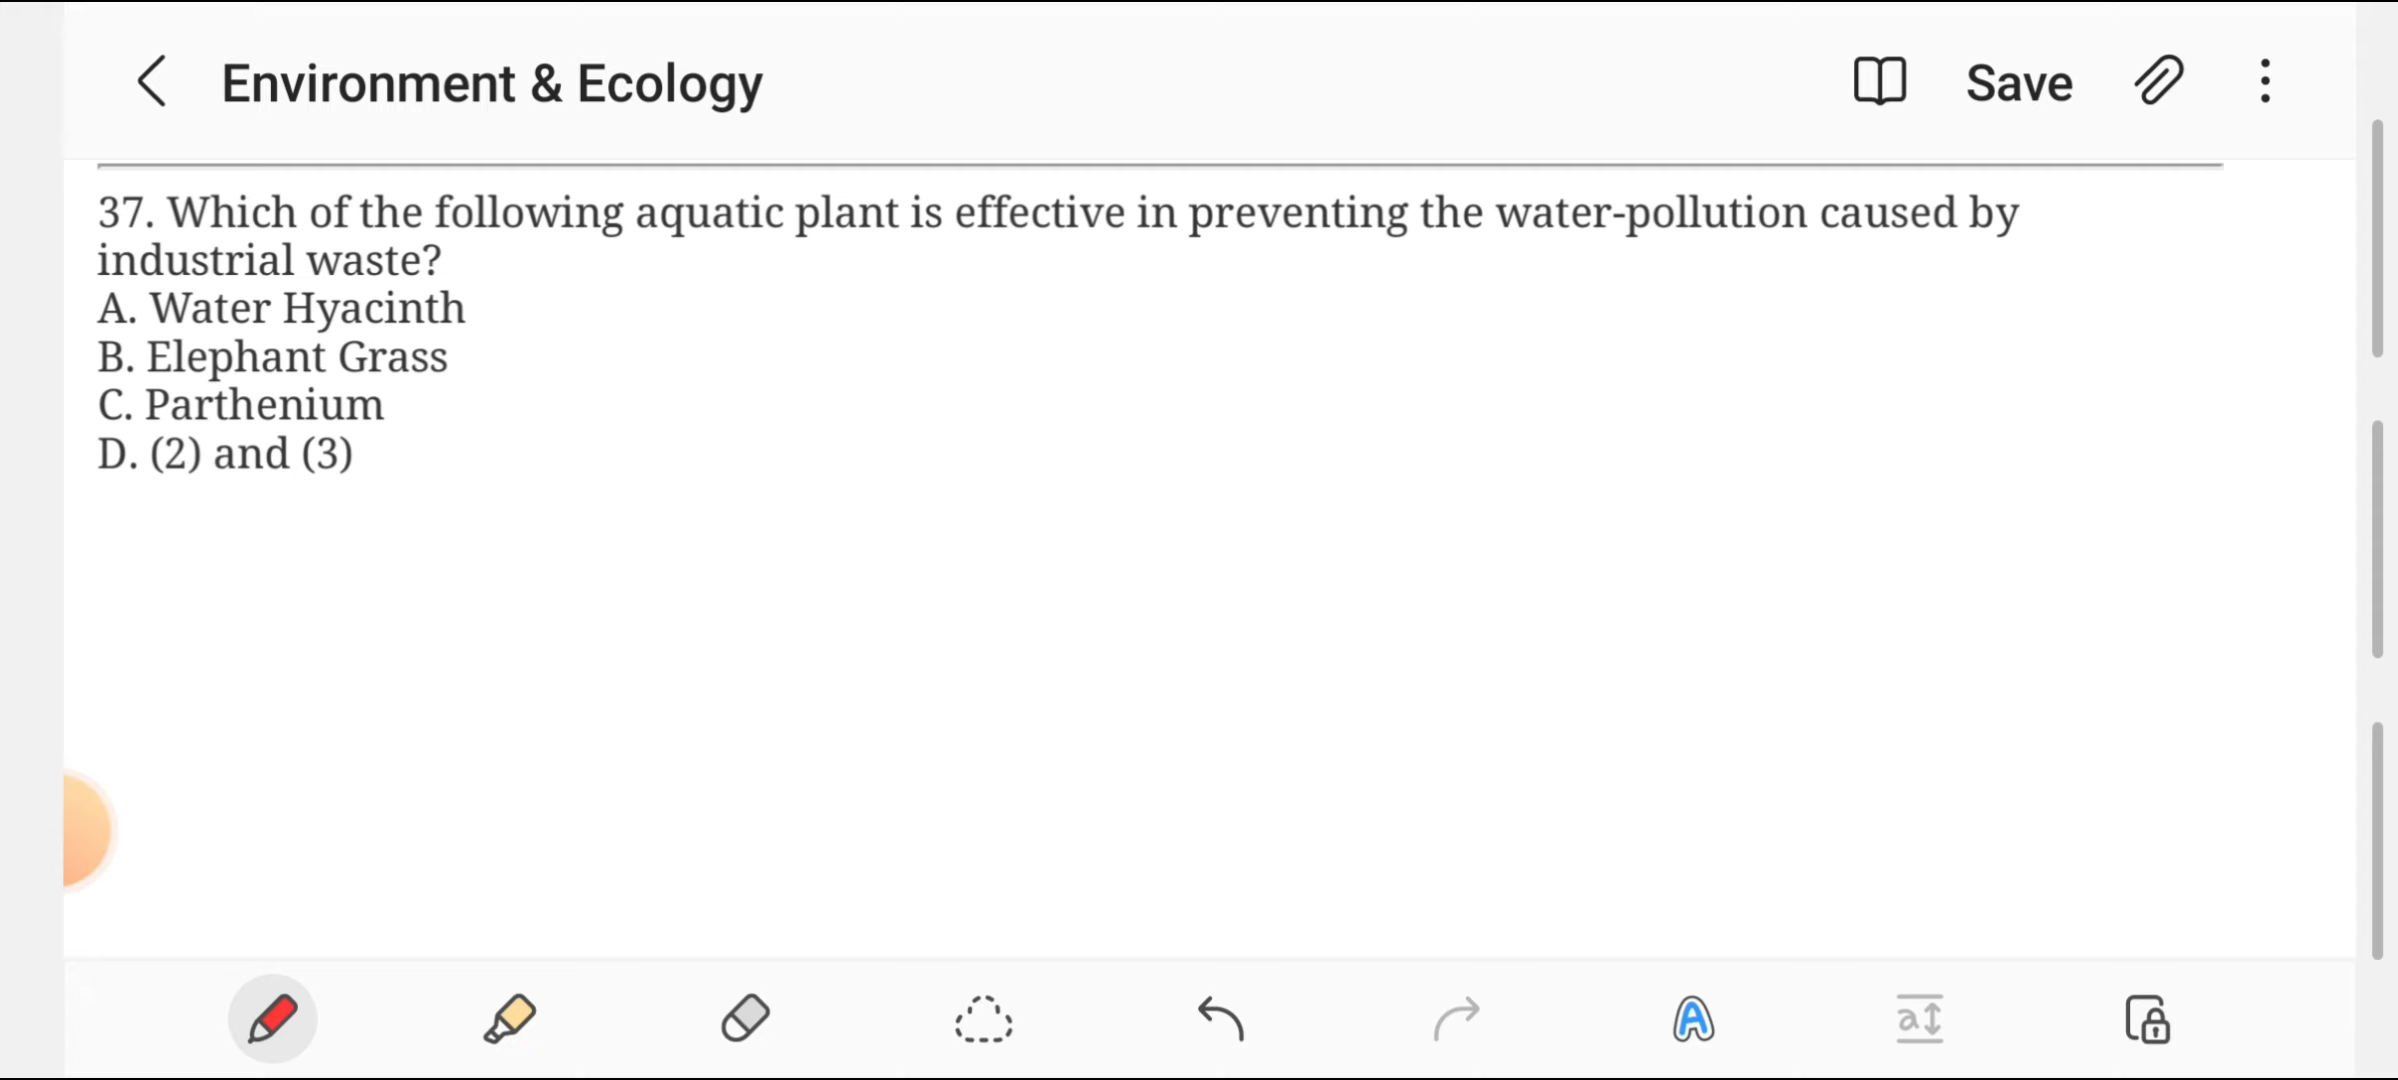 Environment & Ecology
Save
37. Which of the following aquatic plant is effective in preventing the water-pollution caused by
industrial waste?
A. Water Hyacinth
B. Elephant Grass
C. Parthenium
D. (2) and (3)